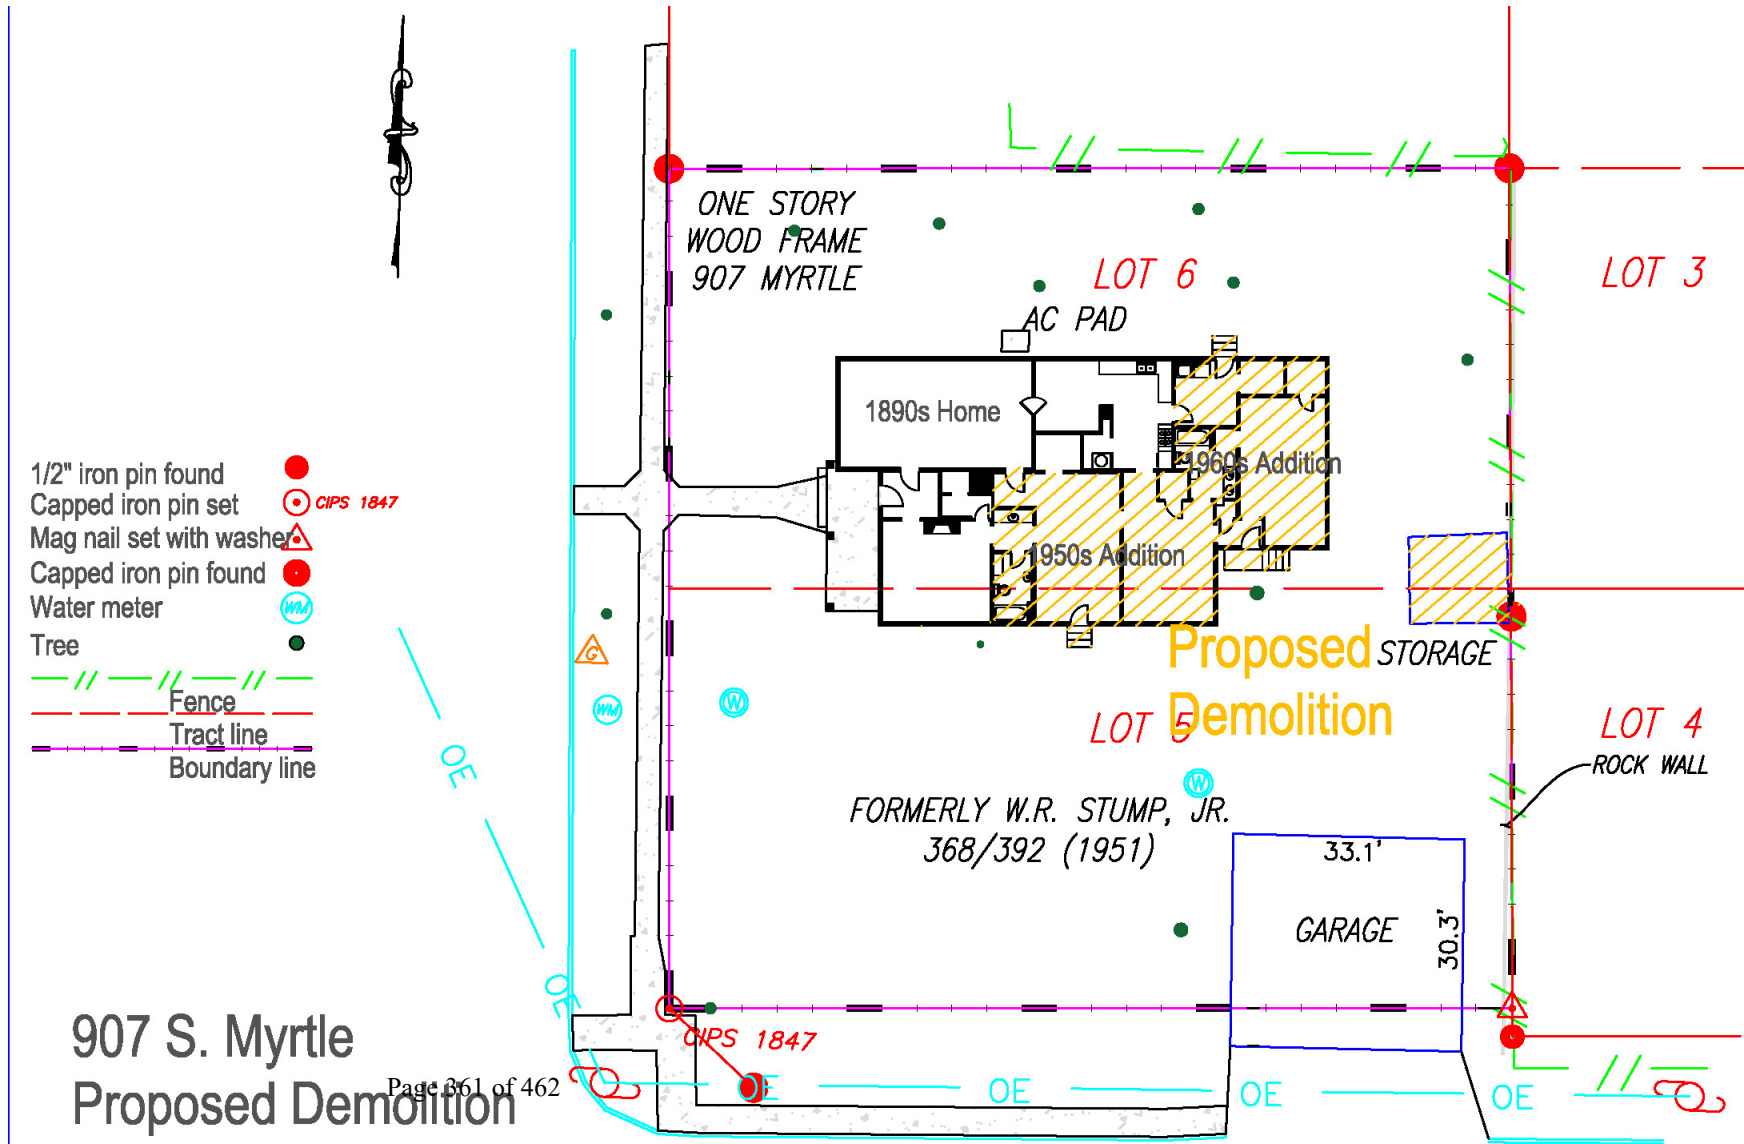 ONE STORY
WOOD FRAME
907 MYRTLE
LOT 6
LOT 3
AC PAD
1890s Home
1960s Addition
1950s Addition
1/2" iron pin found
Capped iron pin set
CIPS 1847
Mag nail set with washer
Capped iron pin found
Water meter
WM
Tree
Fence
Tract line
Boundary line
G
WM
W
OE
OE
Proposed
Demolition
STORAGE
LOT 5
LOT 4
ROCK WALL
W
FORMERLY W.R. STUMP, JR.
368/392 (1951)
33.1'
GARAGE
30.3'
CIPS 1847
907 S. Myrtle
Proposed Demolition
Page 361 of 462
OE
OE
OE
OE